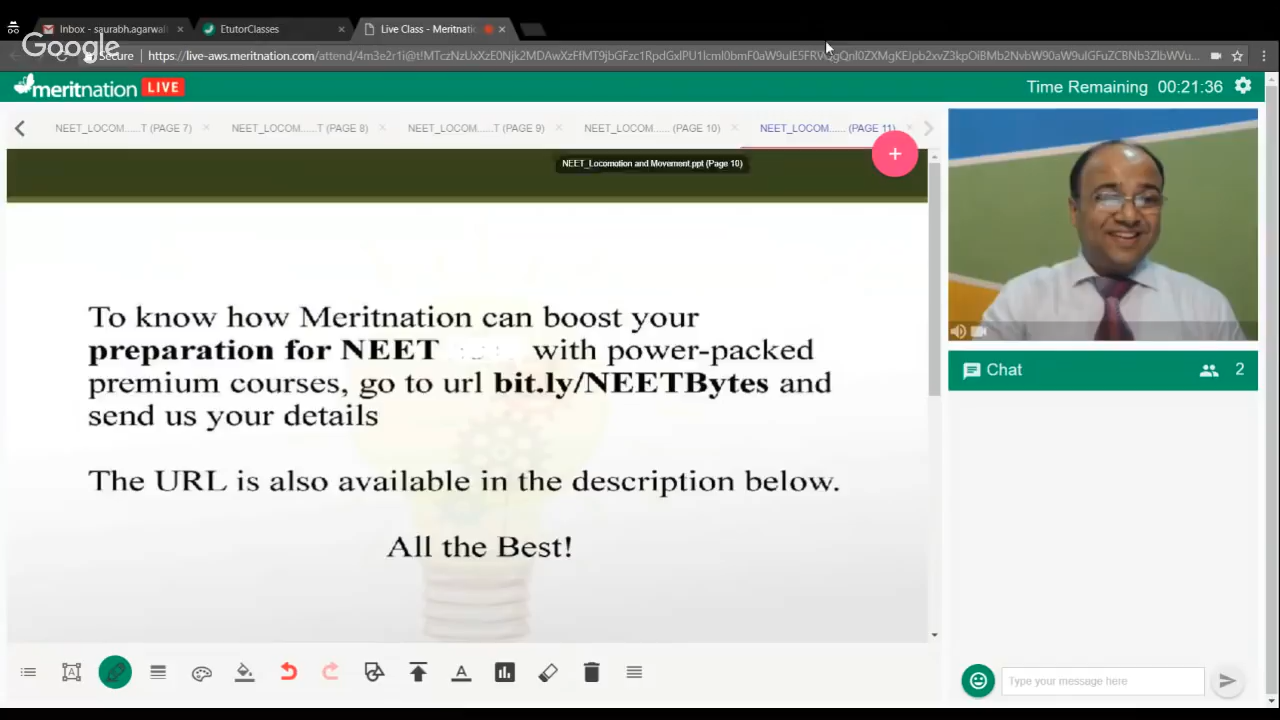 Inbox - saurabh.agarwal
EtutorClasses
Live Class - Meritnatio
Google
Secure
meritnation LIVE
Time Remaining 00:21:36
NEET_LOCOM......T (PAGE 7)
NEET_LOCOM......T (PAGE 8)
NEET_LOCOM......T (PAGE 9)
NEET_LOCOM...... (PAGE 10)
NEET_LOCOM...... (PAGE 11)
NEET_Locomotion and Movement.ppt (Page 10)
To know how Meritnation can boost your
preparation for NEET with power-packed
premium courses, go to url bit.ly/NEETBytes and
send us your details
The URL is also available in the description below.
All the Best!
Chat
2
Type your message here